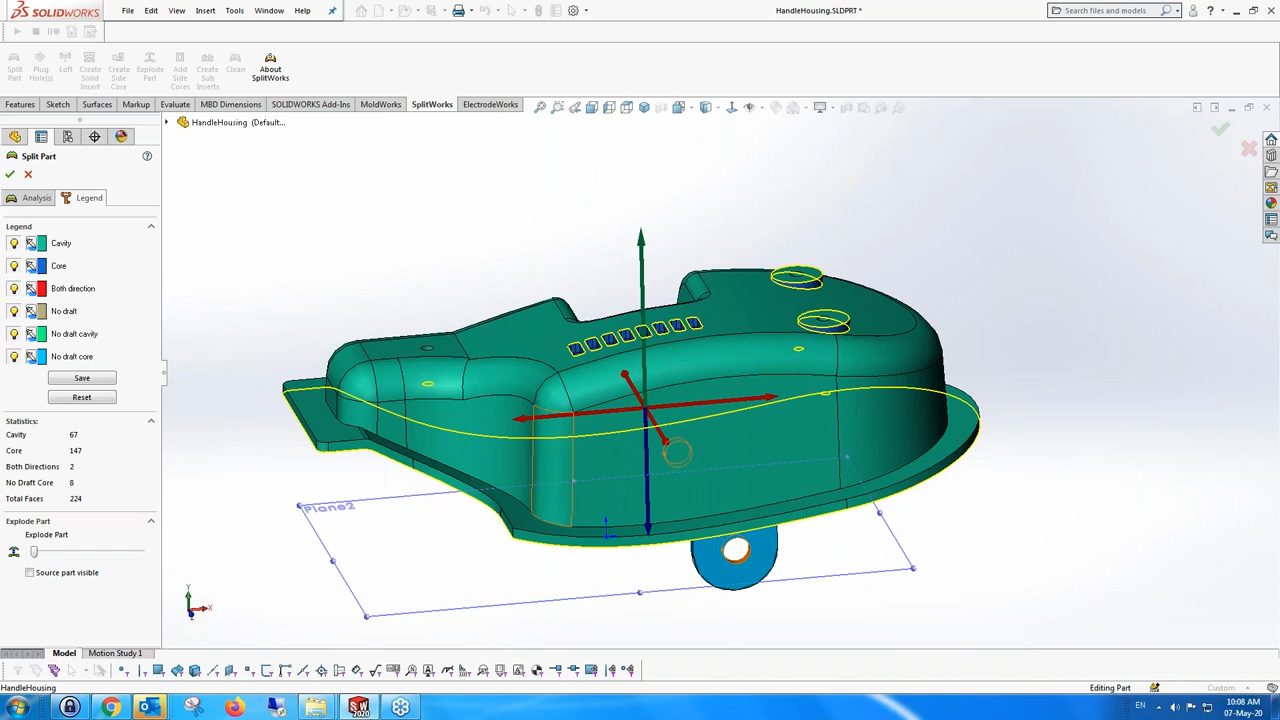 SOLIDWORKS File Edit View Insert Tools Window Help HandleHousing.SLDPRT * Search files and models
Split Part Plug Hole(s) Loft Create Solid Insert Create Side Core Explode Part Add Side Cores Create Sub Inserts Clean About SplitWorks
Features Sketch Surfaces Markup Evaluate MBD Dimensions SOLIDWORKS Add-Ins MoldWorks SplitWorks ElectrodeWorks
HandleHousing (Default...
Split Part
Analysis Legend
Legend
Cavity
Core
Both direction
No draft
No draft cavity
No draft core
Save
Reset
Statistics:
Cavity 67
Core 147
Both Directions 2
No Draft Core 8
Total Faces 224
Explode Part
Explode Part
Source part visible
Plane2
Y
X
Z
Model Motion Study 1
HandleHousing Editing Part Custom
SW 2020
EN 10:08 AM
07-May-20